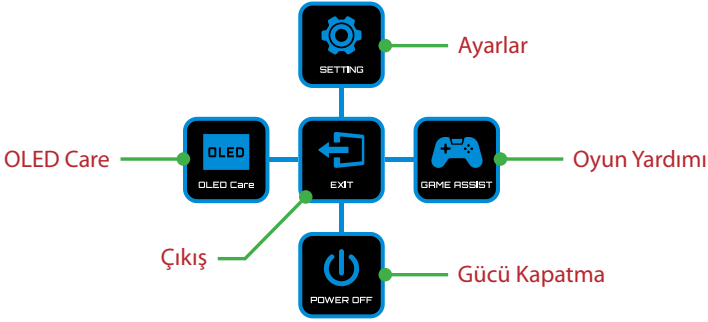 SETTING
Ayarlar
OLED Care
OLED
OLED Care
EXIT
GAME ASSIST
Oyun Yardımı
Çıkış
POWER OFF
Gücü Kapatma